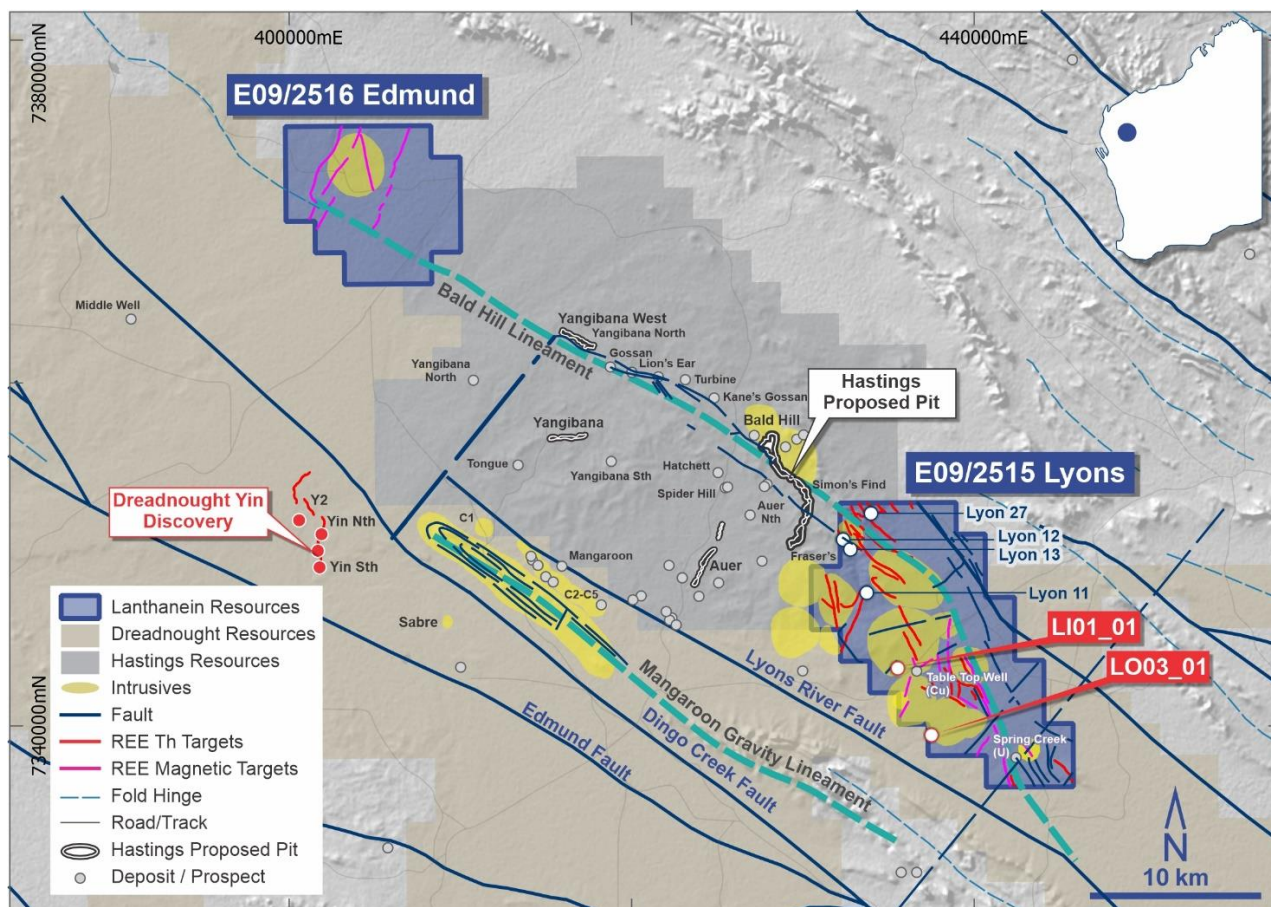 400000mE
440000mE
7380000mN
7340000mN
E09/2516 Edmund
Bald Hill Lineament
Middle Well
Yangibana West
Yangibana North
Gossan
Lion's Ear
Yangibana
North
Turbine
Kane's Gossan
Hastings
Proposed Pit
Yangibana
Bald Hill
Tongue
Yangibana Sth
Hatchett
Spider Hill
Simon's Find
E09/2515 Lyons
Auer
Nth
Lyon 27
Lyon 12
Lyon 13
Fraser's
Lyon 11
Dreadnought Yin
Discovery
Y2
Yin Nth
Yin Sth
C1
Mangaroon
C2-C5
Auer
Sabre
LI01_01
LO03_01
Table Top Well
(Cu)
Spring Creek
(U)
Lyons River Fault
Mangaroon Gravity Lineament
Dingo Creek Fault
Edmund Fault
Lanthanein Resources
Dreadnought Resources
Hastings Resources
Intrusives
Fault
REE Th Targets
REE Magnetic Targets
Fold Hinge
Road/Track
Hastings Proposed Pit
Deposit / Prospect
N
10 km